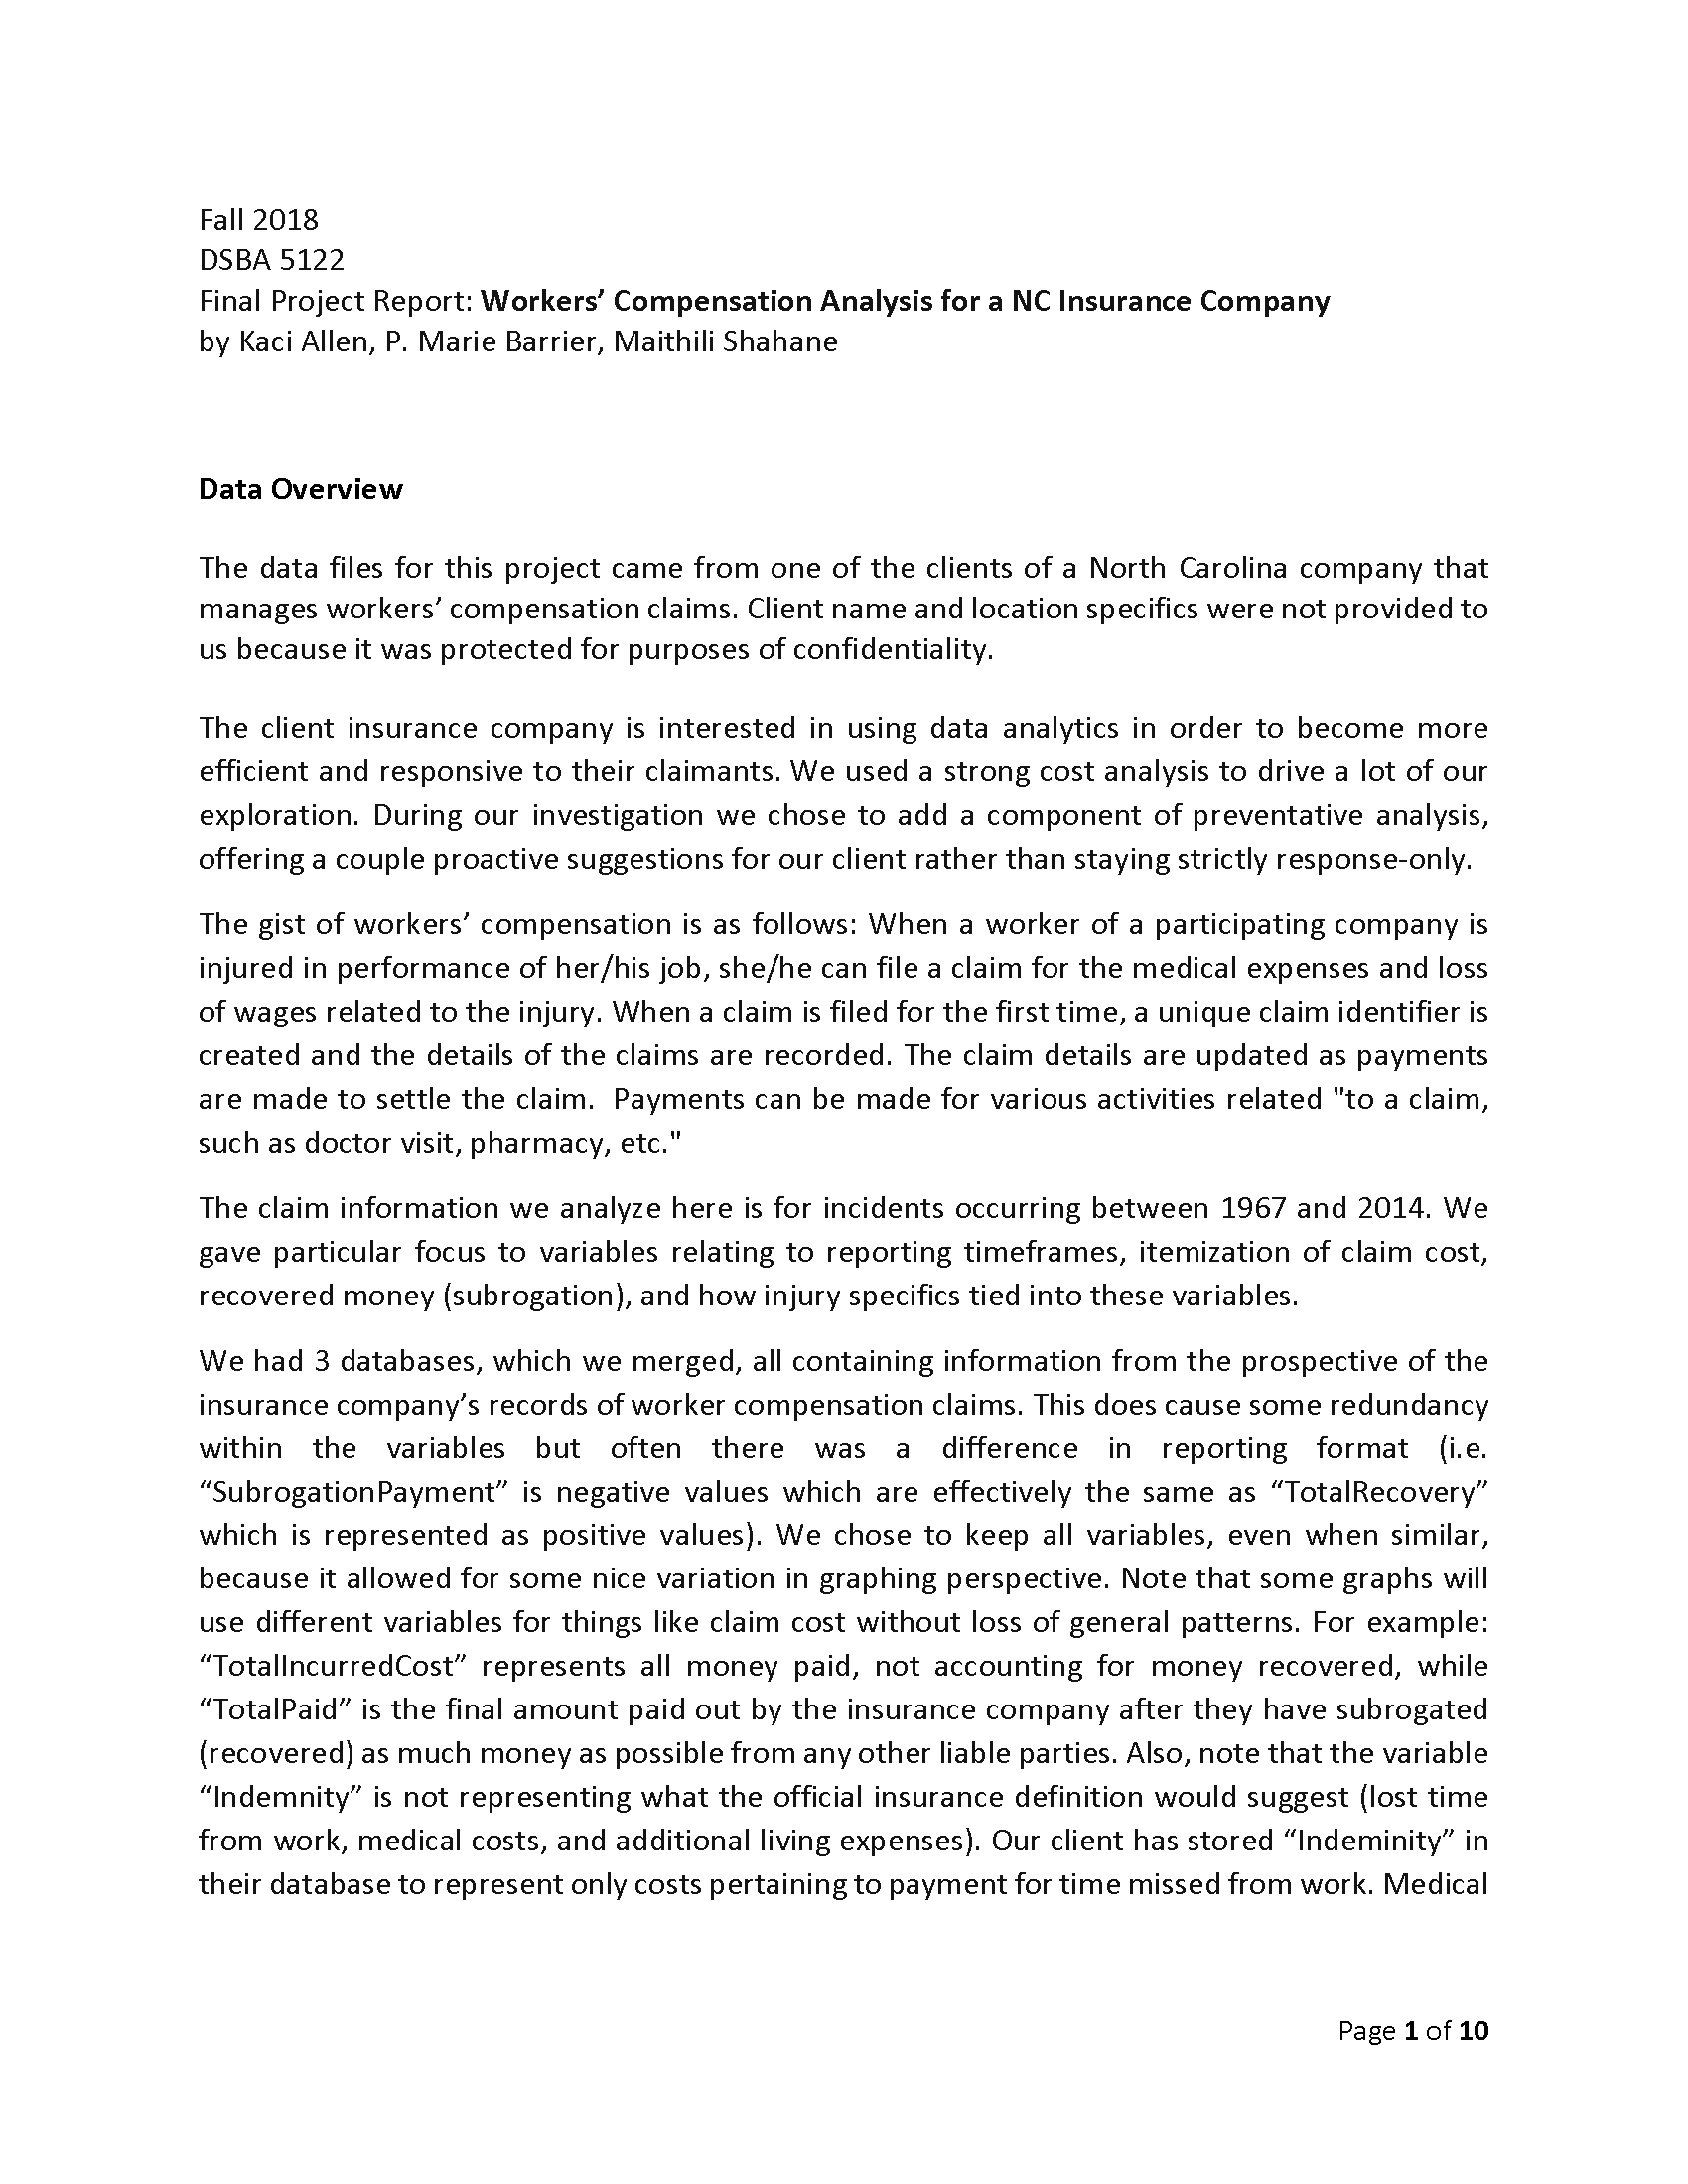 Fall 2018
DSBA 5122
Final Project Report: Workers’ Compensation Analysis for a NC Insurance Company
by Kaci Allen, P. Marie Barrier, Maithili Shahane
Data Overview
The data files for this project came from one of the clients of a North Carolina company that
manages workers’ compensation claims. Client name and location specifics were not provided to
us because it was protected for purposes of confidentiality.
The client insurance company is interested in using data analytics in order to become more
efficient and responsive to their claimants. We used a strong cost analysis to drive a lot of our
exploration. During our investigation we chose to add a component of preventative analysis,
offering a couple proactive suggestions for our client rather than staying strictly response-only.
The gist of workers’ compensation is as follows: When a worker of a participating company is
injured in performance of her/his job, she/he can file a claim for the medical expenses and loss
of wages related to the injury. When a claim is filed for the first time, a unique claim identifier is
created and the details of the claims are recorded. The claim details are updated as payments
are made to settle the claim.  Payments can be made for various activities related "to a claim,
such as doctor visit, pharmacy, etc."
The claim information we analyze here is for incidents occurring between 1967 and 2014. We
gave particular focus to variables relating to reporting timeframes, itemization of claim cost,
recovered money (subrogation), and how injury specifics tied into these variables.
We had 3 databases, which we merged, all containing information from the prospective of the
insurance company’s records of worker compensation claims. This does cause some redundancy
within the variables but often there was a difference in reporting format (i.e.
“SubrogationPayment” is negative values which are effectively the same as “TotalRecovery”
which is represented as positive values). We chose to keep all variables, even when similar,
because it allowed for some nice variation in graphing perspective. Note that some graphs will
use different variables for things like claim cost without loss of general patterns. For example:
“TotalIncurredCost” represents all money paid, not accounting for money recovered, while
“TotalPaid” is the final amount paid out by the insurance company after they have subrogated
(recovered) as much money as possible from any other liable parties. Also, note that the variable
“Indemnity” is not representing what the official insurance definition would suggest (lost time
from work, medical costs, and additional living expenses). Our client has stored “Indeminity” in
their database to represent only costs pertaining to payment for time missed from work. Medical
Page 1 of 10